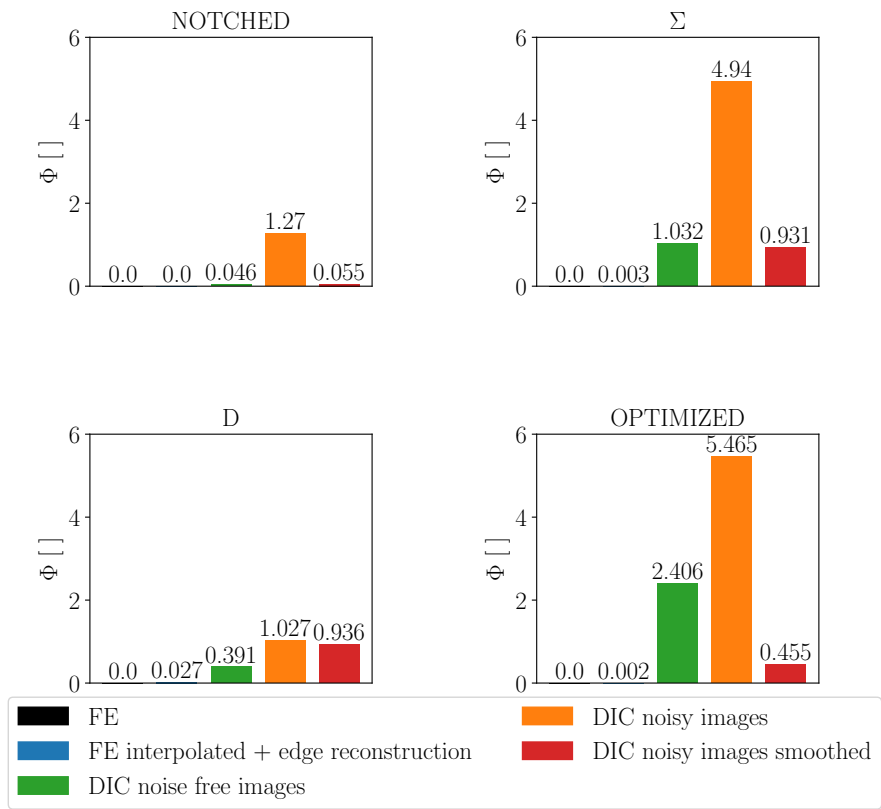 NOTCHED
Φ [ ]
6
4
2
0
0.0
0.0
0.046
1.27
0.055
Σ
Φ [ ]
6
4
2
0
0.0
0.003
1.032
4.94
0.931
D
Φ [ ]
6
4
2
0
0.0
0.027
0.391
1.027
0.936
OPTIMIZED
Φ [ ]
6
4
2
0
0.0
0.002
2.406
5.465
0.455
FE
FE interpolated + edge reconstruction
DIC noise free images
DIC noisy images
DIC noisy images smoothed